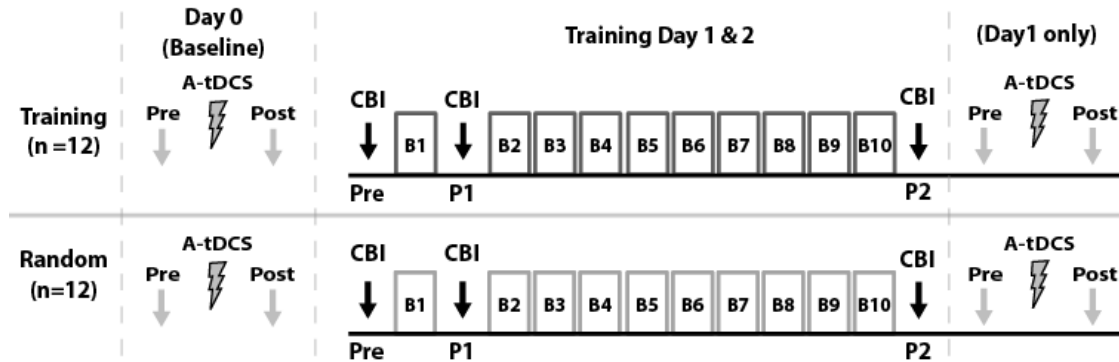 Day 0
(Baseline)
Training Day 1 & 2
(Day1 only)
Training
(n =12)
A-tDCS
Pre
Post
CBI
B1
CBI
B2
B3
B4
B5
B6
B7
B8
B9
B10
CBI
Pre
P1
P2
A-tDCS
Pre
Post
Random
(n=12)
A-tDCS
Pre
Post
CBI
B1
CBI
B2
B3
B4
B5
B6
B7
B8
B9
B10
CBI
Pre
P1
P2
A-tDCS
Pre
Post